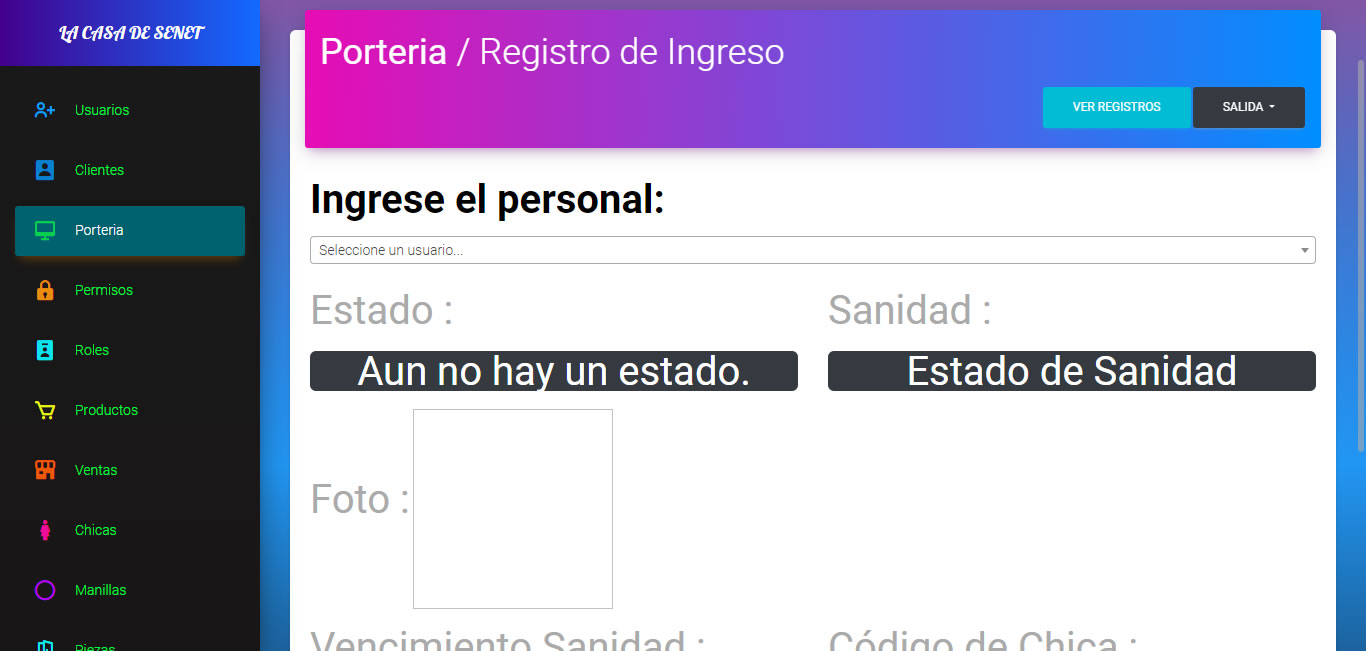 LA CASA DE SENET
Usuarios
Clientes
Porteria
Permisos
Roles
Productos
Ventas
Chicas
Manillas
Piezas
Porteria / Registro de Ingreso
VER REGISTROS
SALIDA
Ingrese el personal:
Seleccione un usuario...
Estado :
Sanidad :
Aun no hay un estado.
Estado de Sanidad
Foto :
Vencimiento Sanidad :
Código de Chica :